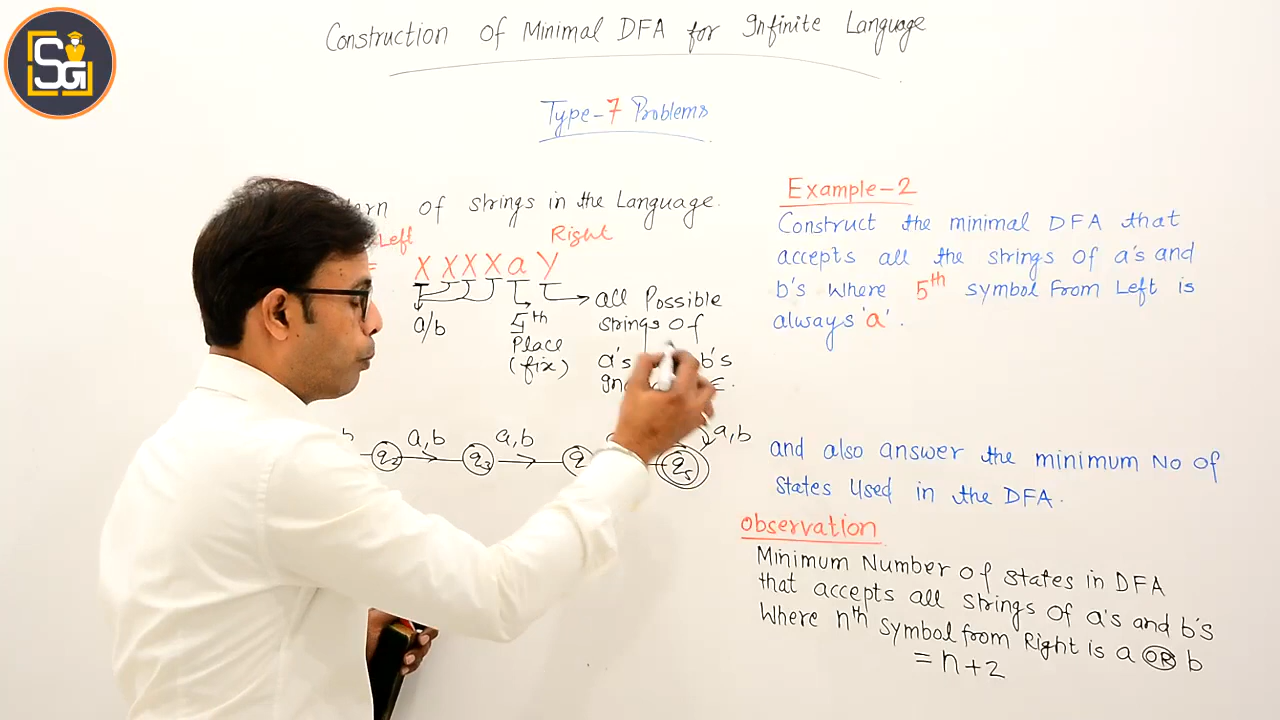 SG
Construction of Minimal DFA for Infinite Language
Type-7 Problems
of strings in the Language.
Left
Right
X X X X a Y
a/b
5th
Place
(fix)
all Possible
strings of
a's b's
Example-2
Construct the minimal DFA that
accepts all the strings of a's and
b's where 5th symbol from Left is
always 'a'.
a,b a,b a,b
q2 q3 q q5
and also answer the minimum No of
states used in the DFA.
Observation
Minimum Number of states in DFA
that accepts all strings of a's and b's
Where nth symbol from Right is a OR b
= n+2